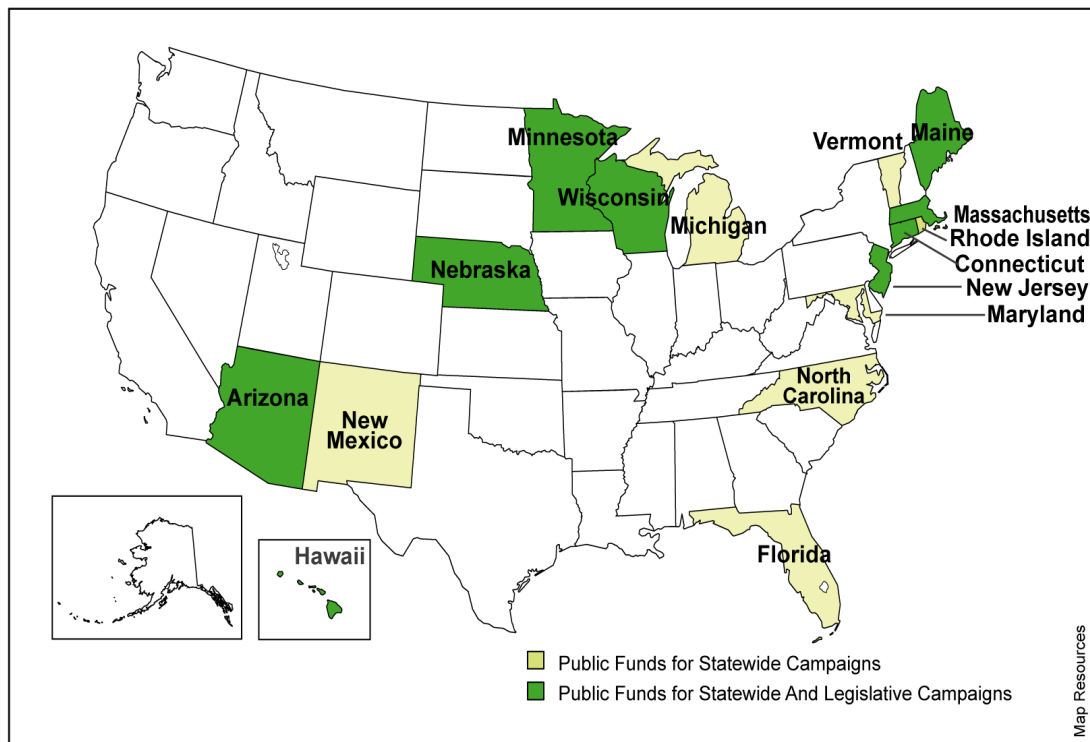 Minnesota
Maine
Vermont
Wisconsin
Michigan
Massachusetts
Rhode Island
Connecticut
Nebraska
New Jersey
Maryland
North
Carolina
Arizona
New
Mexico
Florida
Hawaii
Public Funds for Statewide Campaigns
Public Funds for Statewide And Legislative Campaigns
Map Resources